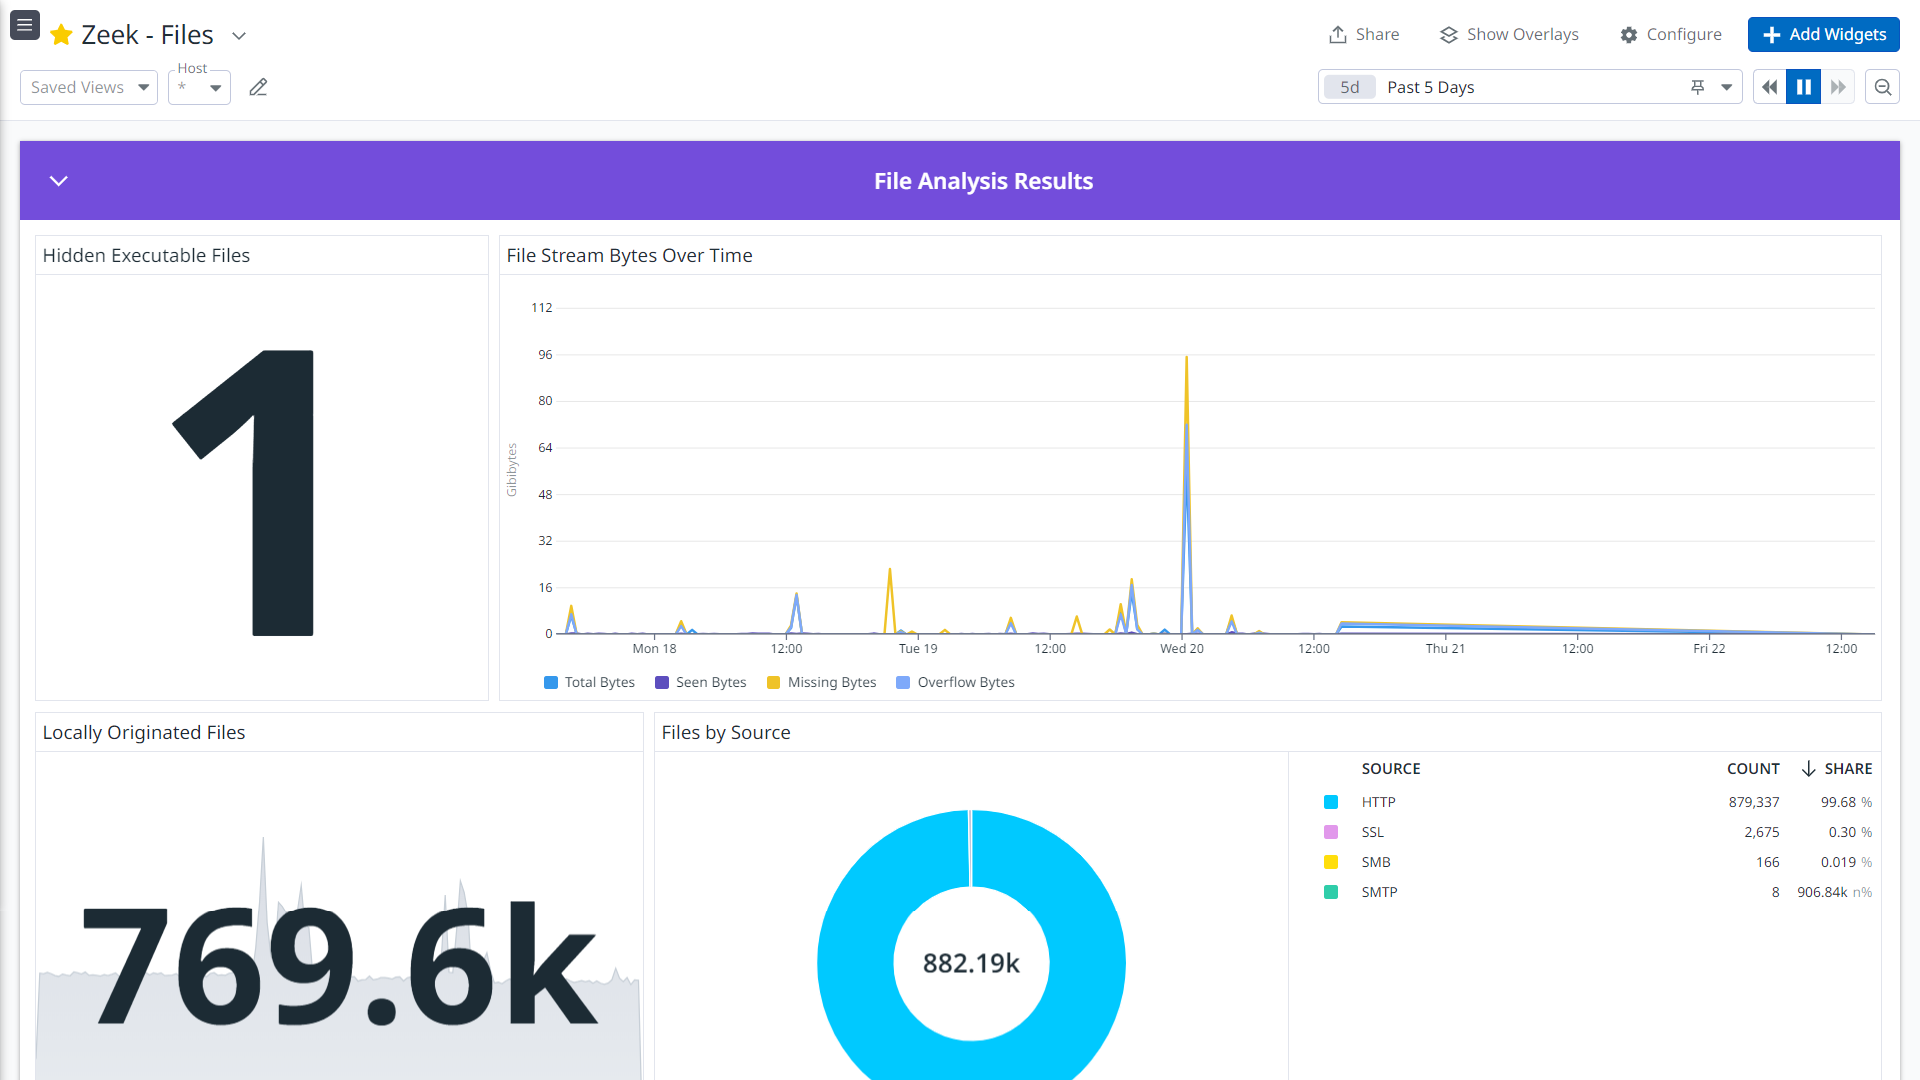 Zeek - Files
Share
Show Overlays
Configure
Add Widgets
Saved Views
Host
*
5d
Past 5 Days
File Analysis Results
Hidden Executable Files
1
File Stream Bytes Over Time
112
96
80
64
48
32
16
0
Gibibytes
Mon 18
12:00
Tue 19
12:00
Wed 20
12:00
Thu 21
12:00
Fri 22
12:00
Total Bytes
Seen Bytes
Missing Bytes
Overflow Bytes
Locally Originated Files
769.6k
Files by Source
882.19k
SOURCE COUNT SHARE
HTTP 879,337 99.68 %
SSL 2,675 0.30 %
SMB 166 0.019 %
SMTP 8 906.84k n%